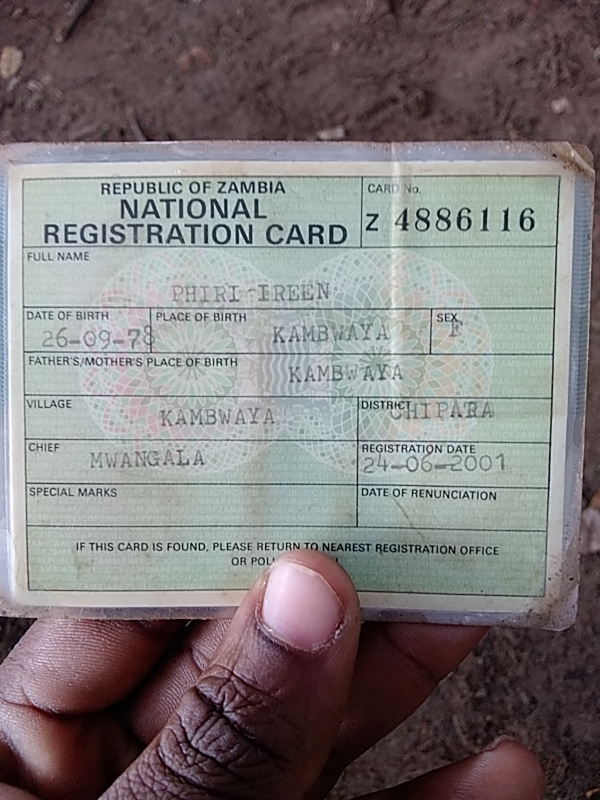 REPUBLIC OF ZAMBIA
NATIONAL
REGISTRATION CARD
CARD No.
Z 4886116
FULL NAME
PHIRI-IREEN
DATE OF BIRTH
26-09-78
PLACE OF BIRTH
KAMBWAYA
SEX
F
FATHER'S/MOTHER'S PLACE OF BIRTH
KAMBWAYA
VILLAGE
KAMBWAYA
DISTRICT
CHIPARA
CHIEF
MWANGALA
REGISTRATION DATE
24-06-2001
SPECIAL MARKS
DATE OF RENUNCIATION
IF THIS CARD IS FOUND, PLEASE RETURN TO NEAREST REGISTRATION OFFICE
OR